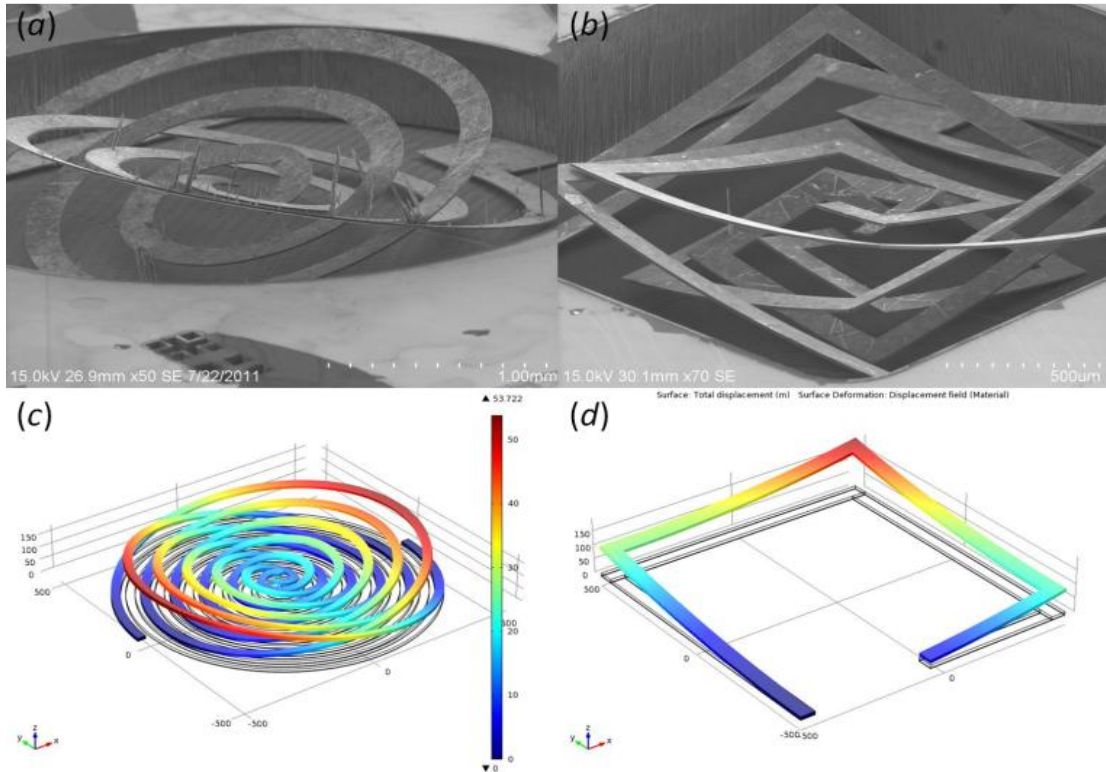 (a)
(b)
15.0kV 26.9mm x50 SE 7/22/2011
1.00mm
15.0kV 30.1mm x70 SE
500um
Surface: Total displacement (m) Surface Deformation: Displacement field (Material)
(c)
▲ 53.722
(d)
50
40
30
20
10
0
▼ 0
150
100
50
0
500
0
0
-500
-500
z
y
x
150
100
50
0
500
0
0
-500
500
z
y
x